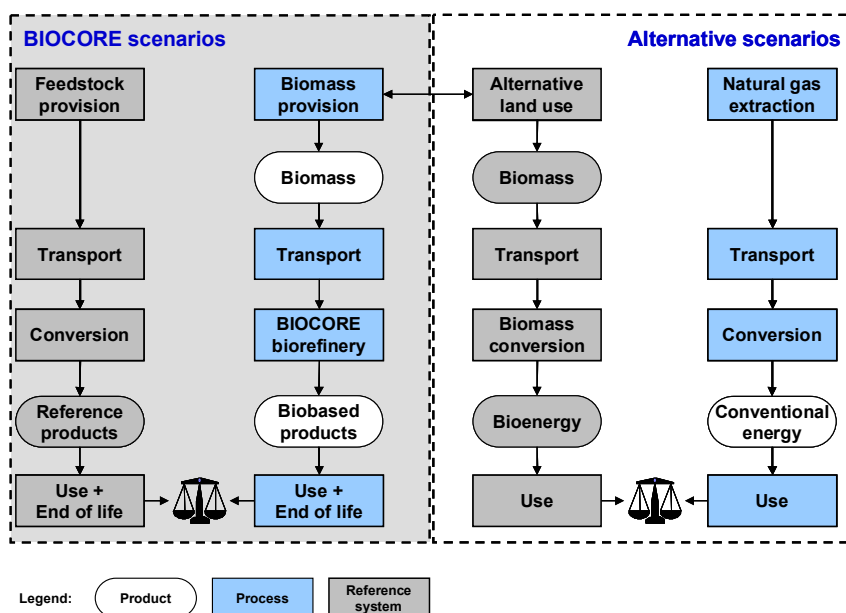 BIOCORE scenarios
Alternative scenarios
Feedstock
provision
Biomass
provision
Alternative
land use
Natural gas
extraction
Biomass
Biomass
Transport
Transport
Transport
Transport
Conversion
BIOCORE
biorefinery
Biomass
conversion
Conversion
Reference
products
Biobased
products
Bioenergy
Conventional
energy
Use +
End of life
Use +
End of life
Use
Use
Legend:
Product
Process
Reference
system